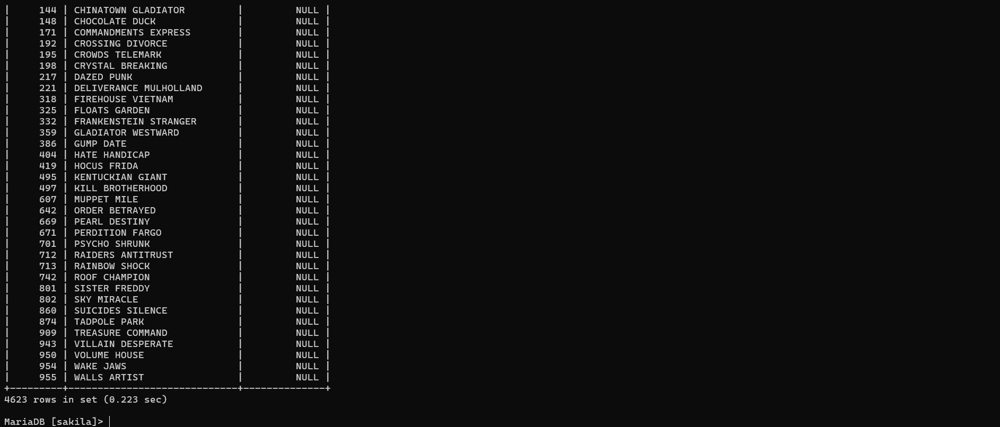 |     144 | CHINATOWN GLADIATOR         |         NULL |
|     148 | CHOCOLATE DUCK              |         NULL |
|     171 | COMMANDMENTS EXPRESS        |         NULL |
|     192 | CROSSING DIVORCE            |         NULL |
|     195 | CROWDS TELEMARK             |         NULL |
|     198 | CRYSTAL BREAKING            |         NULL |
|     217 | DAZED PUNK                  |         NULL |
|     221 | DELIVERANCE MULHOLLAND      |         NULL |
|     318 | FIREHOUSE VIETNAM           |         NULL |
|     325 | FLOATS GARDEN               |         NULL |
|     332 | FRANKENSTEIN STRANGER       |         NULL |
|     359 | GLADIATOR WESTWARD          |         NULL |
|     386 | GUMP DATE                   |         NULL |
|     404 | HATE HANDICAP               |         NULL |
|     419 | HOCUS FRIDA                 |         NULL |
|     495 | KENTUCKIAN GIANT            |         NULL |
|     497 | KILL BROTHERHOOD            |         NULL |
|     607 | MUPPET MILE                 |         NULL |
|     642 | ORDER BETRAYED              |         NULL |
|     669 | PEARL DESTINY               |         NULL |
|     671 | PERDITION FARGO             |         NULL |
|     701 | PSYCHO SHRUNK               |         NULL |
|     712 | RAIDERS ANTITRUST           |         NULL |
|     713 | RAINBOW SHOCK               |         NULL |
|     742 | ROOF CHAMPION               |         NULL |
|     801 | SISTER FREDDY               |         NULL |
|     802 | SKY MIRACLE                 |         NULL |
|     860 | SUICIDES SILENCE            |         NULL |
|     874 | TADPOLE PARK                |         NULL |
|     909 | TREASURE COMMAND            |         NULL |
|     943 | VILLAIN DESPERATE           |         NULL |
|     950 | VOLUME HOUSE                |         NULL |
|     954 | WAKE JAWS                   |         NULL |
|     955 | WALLS ARTIST                |         NULL |
+---------+-----------------------------+--------------+
4623 rows in set (0.223 sec)
MariaDB [sakila]>